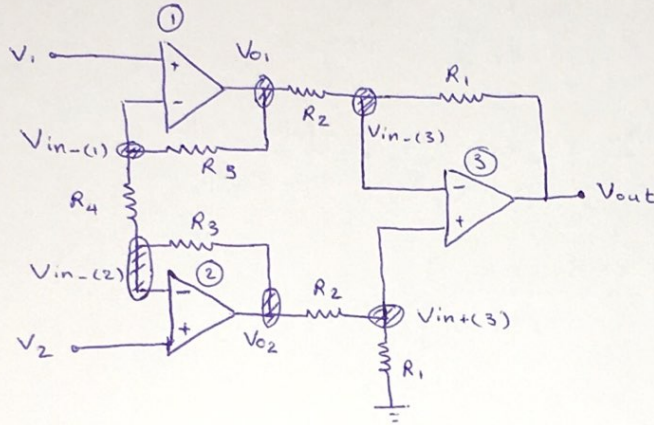 ①
V1
+
-
Vo1
R2
R1
Vin-(1)
R5
Vin-(3)
③
-
+
Vout
R4
R3
Vin-(2)
②
-
+
R2
Vin+(3)
V2
Vo2
R1